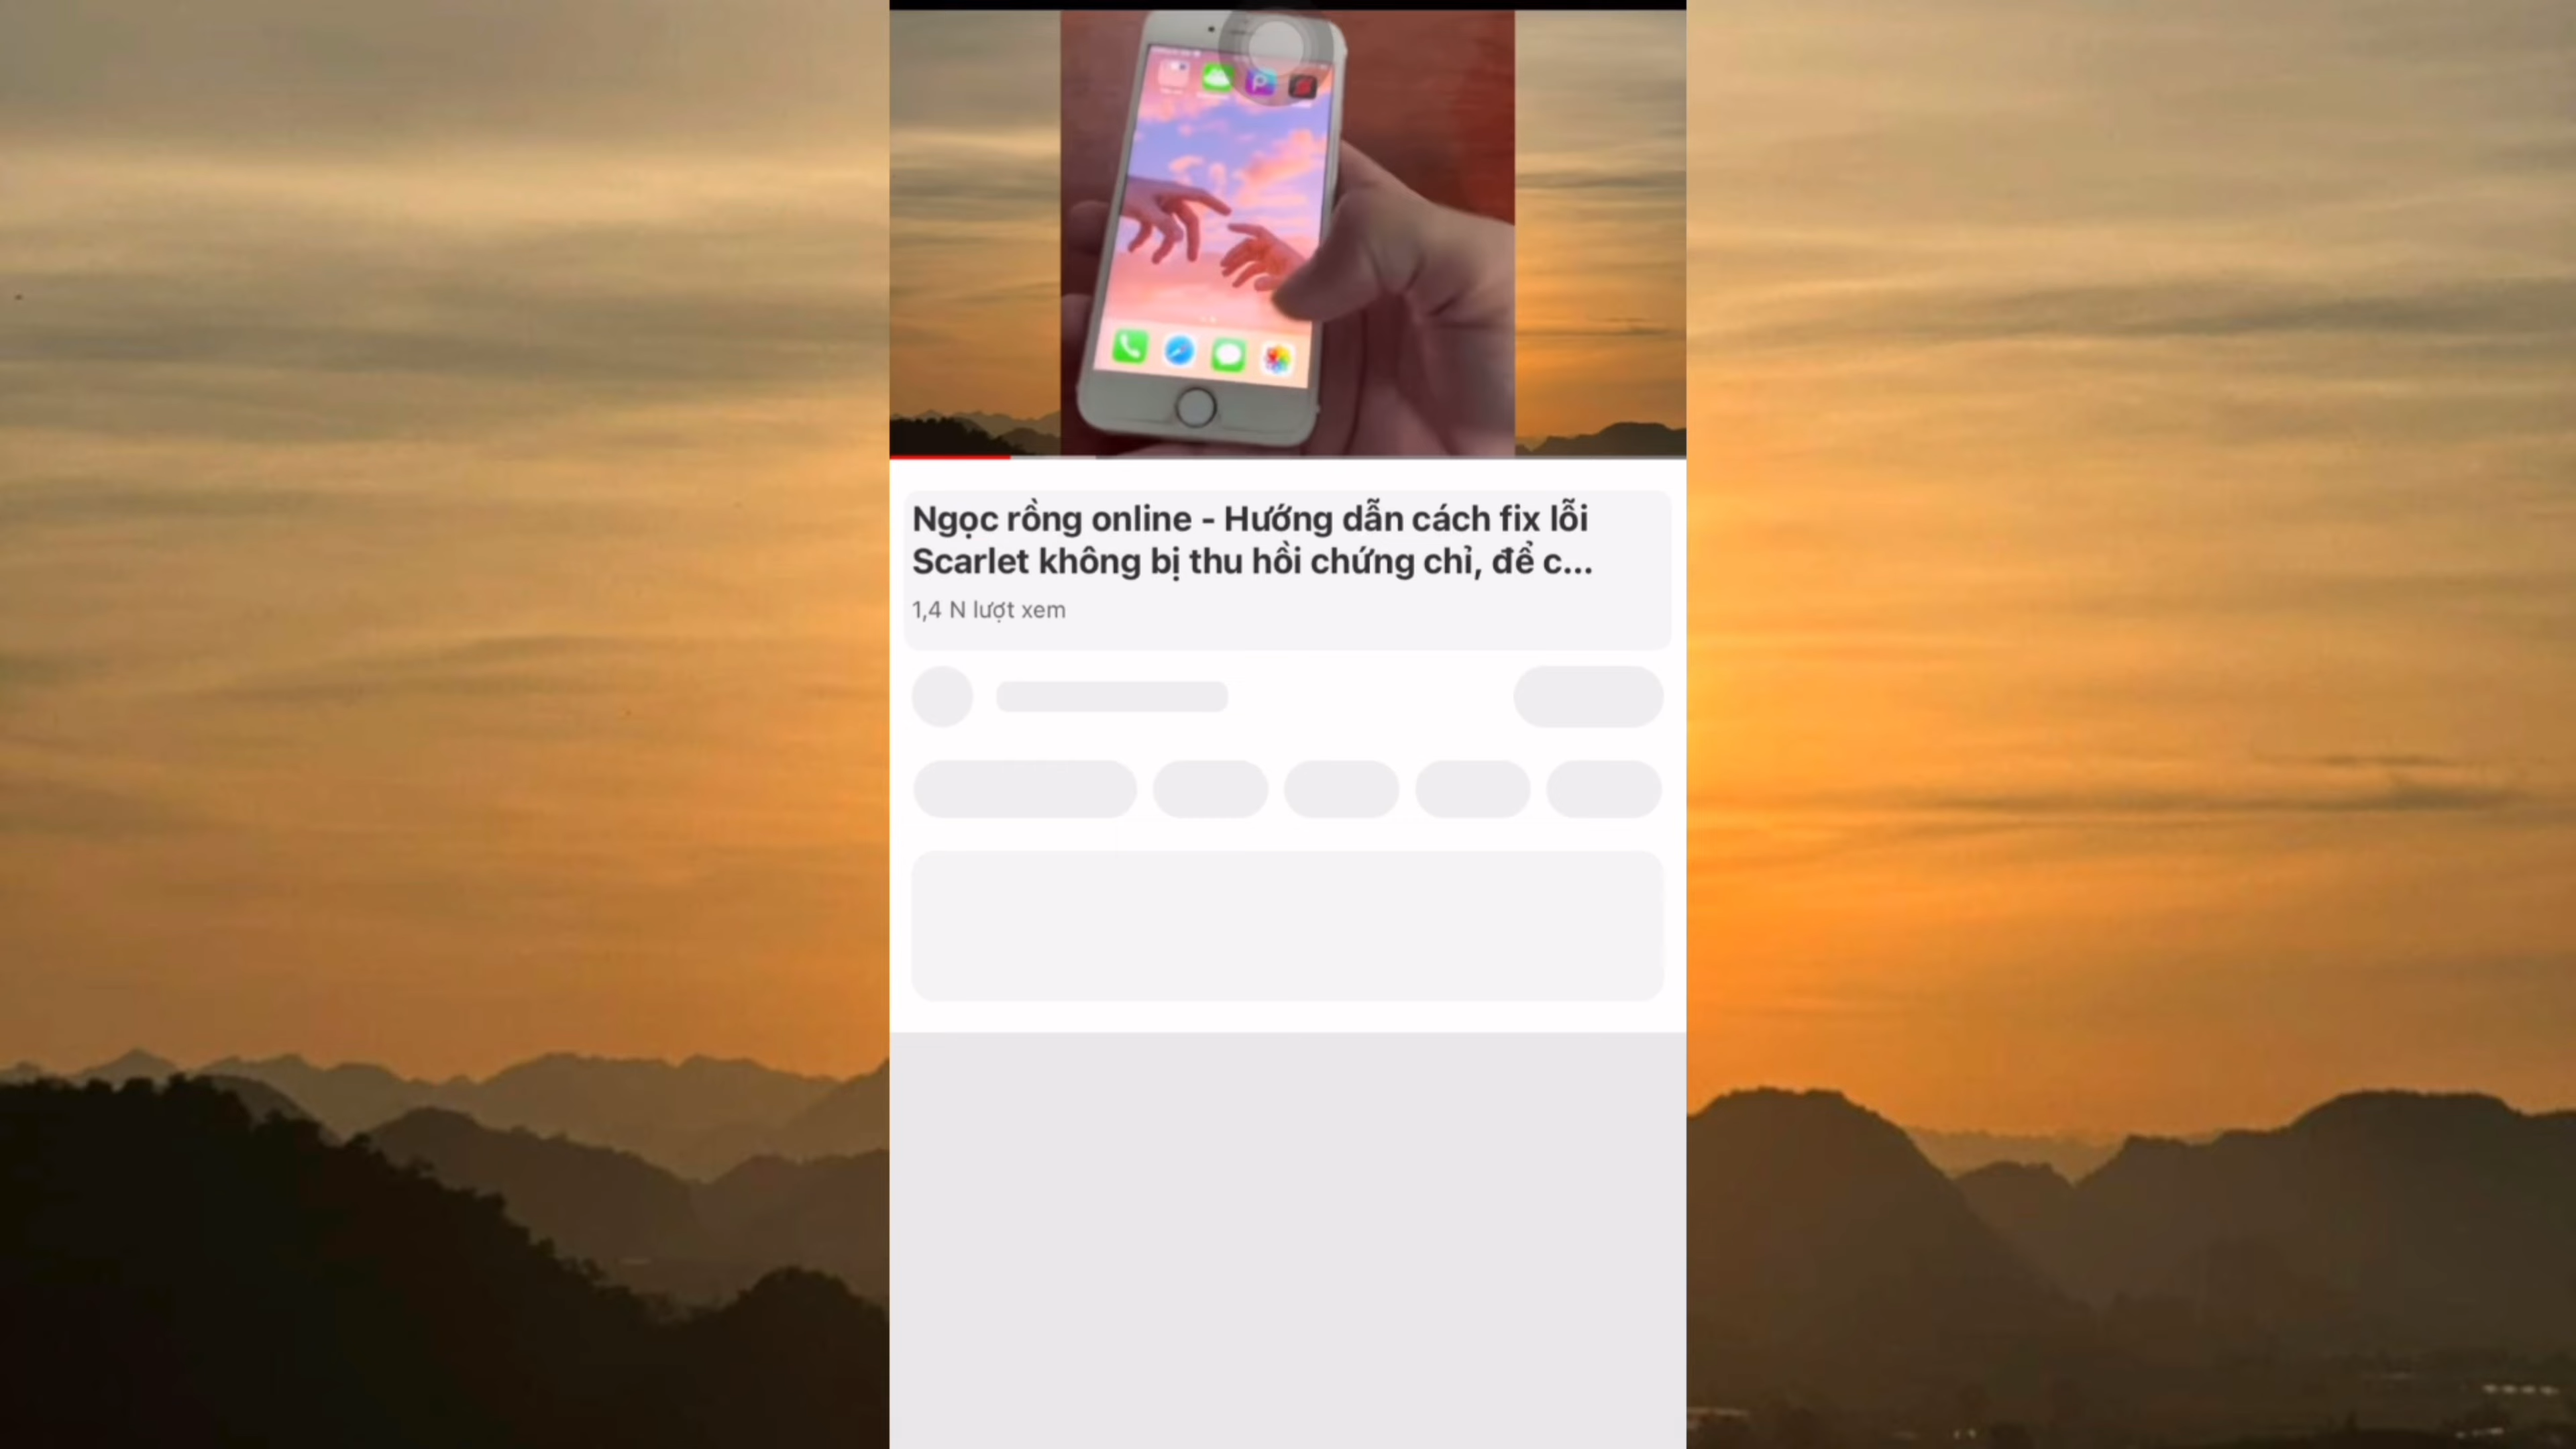 Ngọc rồng online - Hướng dẫn cách fix lỗi
Scarlet không bị thu hồi chứng chỉ, để c...
1,4 N lượt xem